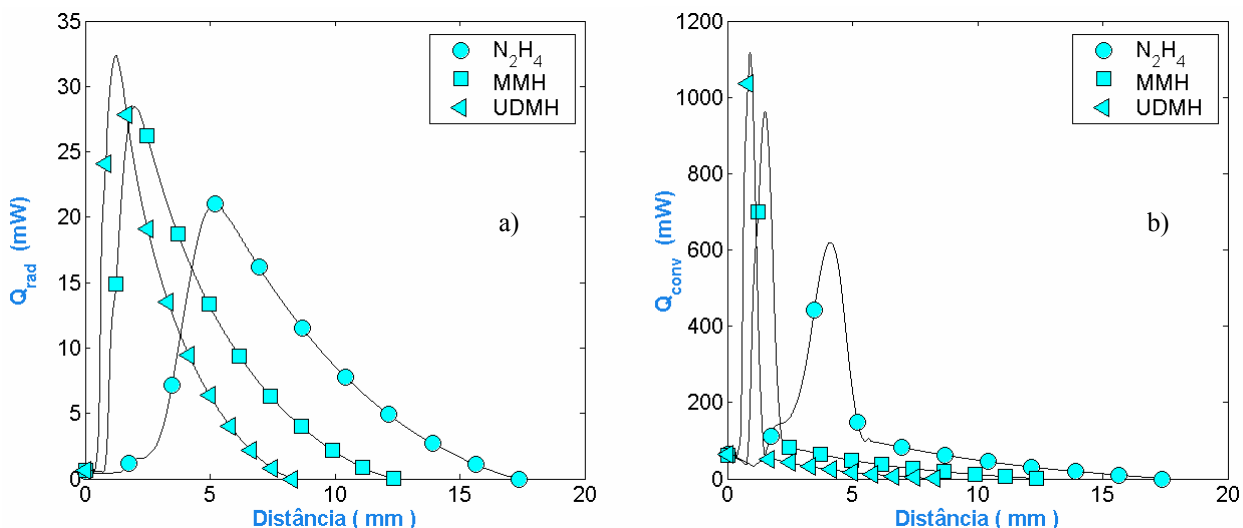 35
30
25
20
15
10
5
0
Q_rad (mW)
0 5 10 15 20
Distância ( mm )
N₂H₄
MMH
UDMH
a)
1200
1000
800
600
400
200
0
Q_conv (mW)
0 5 10 15 20
Distância ( mm )
N₂H₄
MMH
UDMH
b)